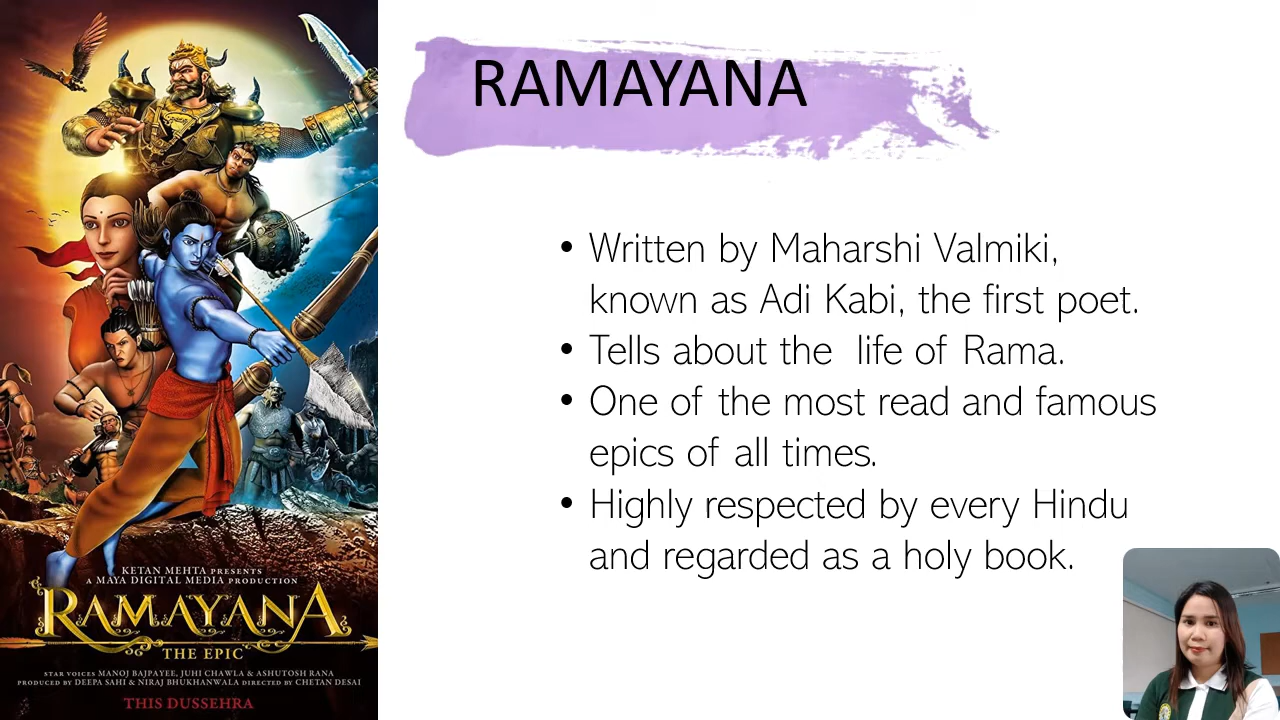 RAMAYANA
• Written by Maharshi Valmiki,
known as Adi Kabi, the first poet.
• Tells about the life of Rama.
• One of the most read and famous
epics of all times.
• Highly respected by every Hindu
and regarded as a holy book.
KETAN MEHTA PRESENTS
A MAYA DIGITAL MEDIA PRODUCTION
RAMAYANA
THE EPIC
STAR VOICES MANOJ BAJPAYEE, JUHI CHAWLA & ASHUTOSH RANA
PRODUCED BY DEEPA SAHI & NIRAJ BHUKHANWALA DIRECTED BY CHETAN DESAI
THIS DUSSEHRA